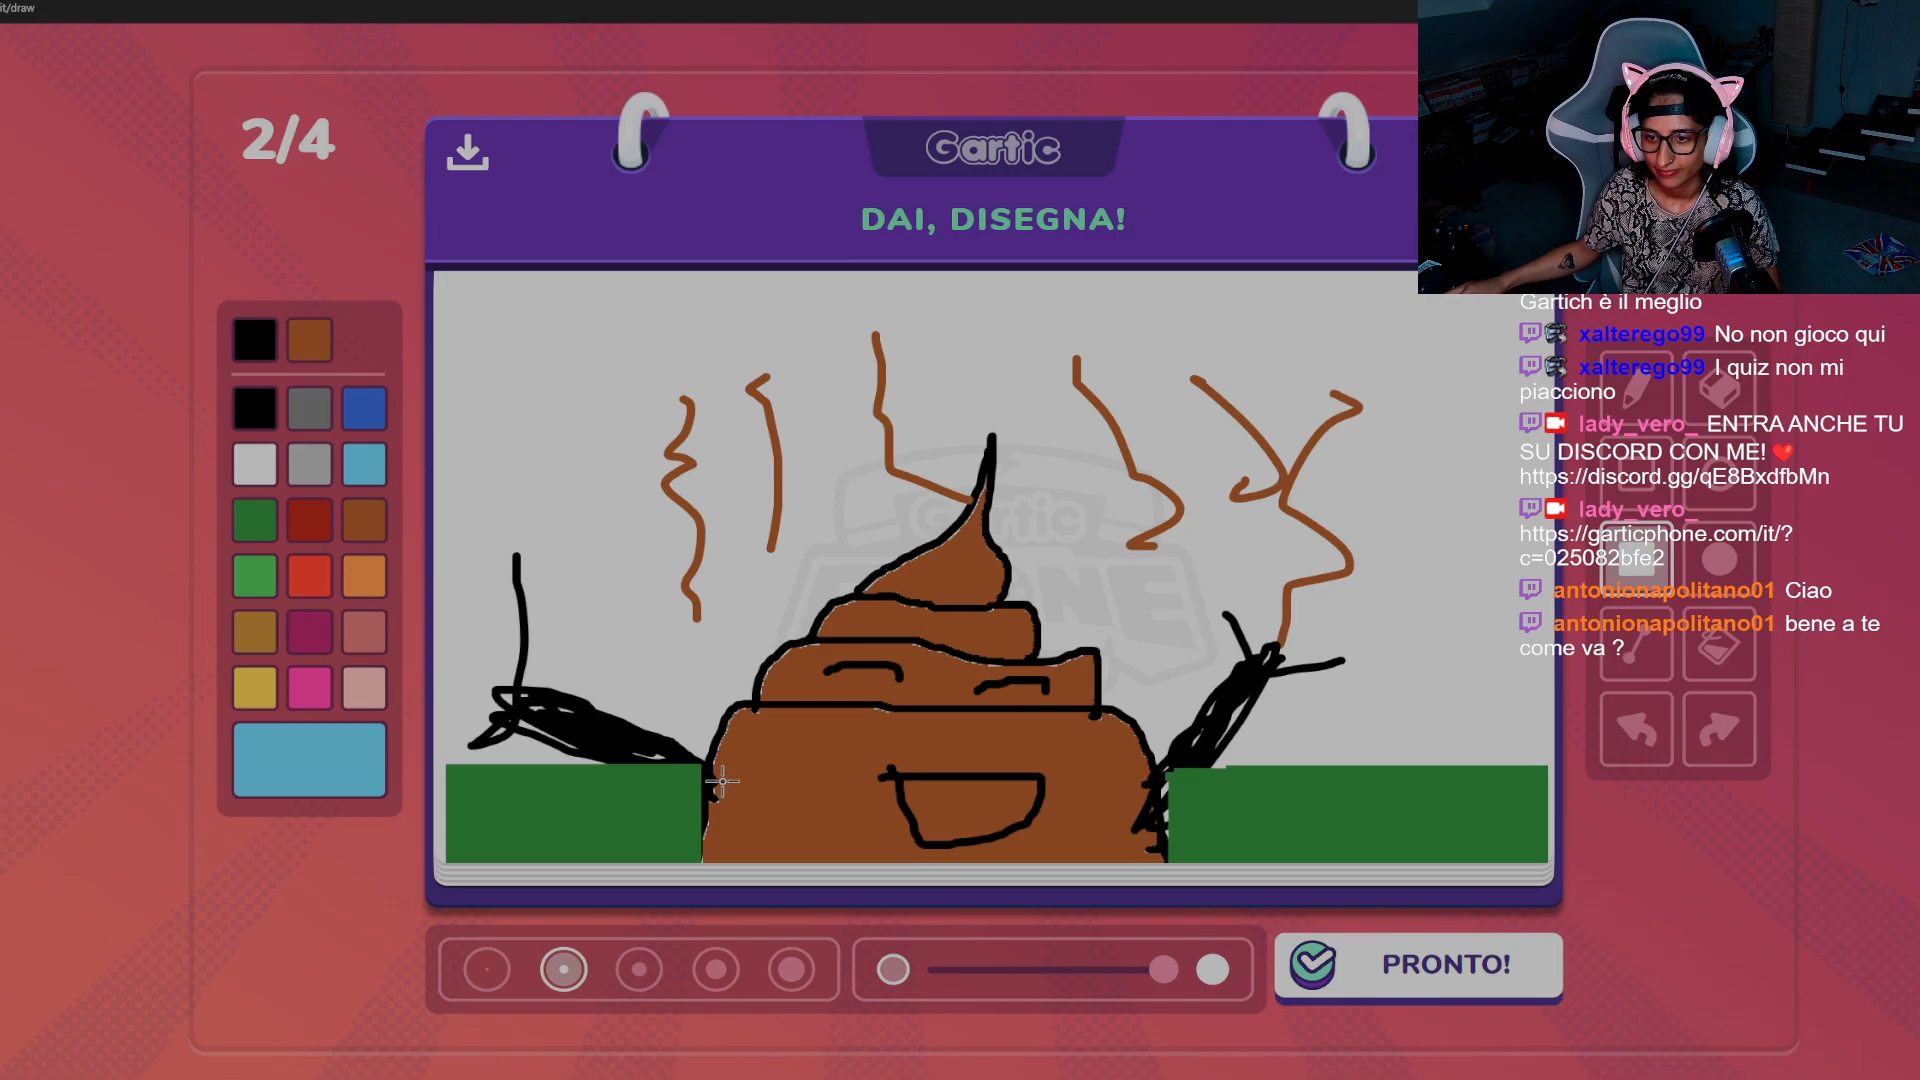 it/draw
2/4
Gartic
DAI, DISEGNA!
Gartich è il meglio
xalterego99 No non gioco qui
xalterego99 I quiz non mi
piacciono
lady_vero_ ENTRA ANCHE TU
SU DISCORD CON ME!
https://discord.gg/qE8BxdfbMn
lady_vero_
https://garticphone.com/it/?
c=025082bfe2
antonionapolitano01 Ciao
antonionapolitano01 bene a te
come va ?
Gartic
PHONE
PRONTO!